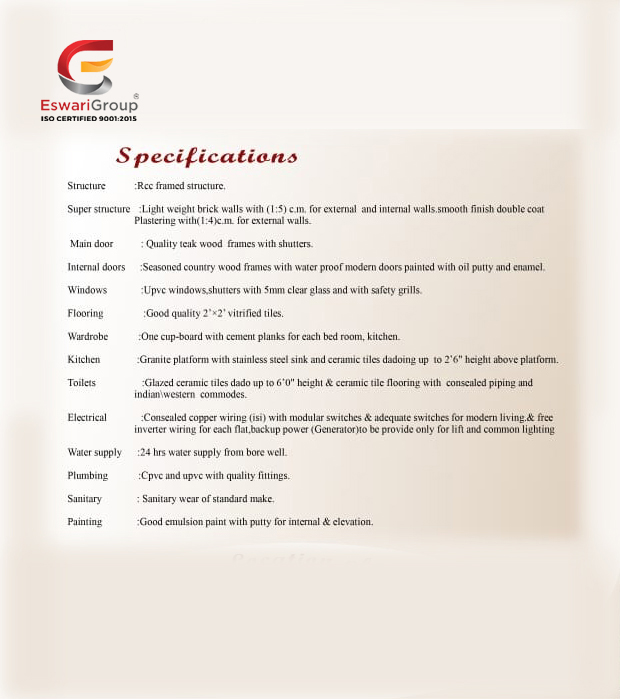 EswariGroup®
ISO CERTIFIED 9001:2015
Specifications
Structure :Rcc framed structure.
Super structure :Light weight brick walls with (1:5) c.m. for external and internal walls.smooth finish double coat
Plastering with(1:4)c.m. for external walls.
Main door : Quality teak wood frames with shutters.
Internal doors :Seasoned country wood frames with water proof modern doors painted with oil putty and enamel.
Windows :Upvc windows,shutters with 5mm clear glass and with safety grills.
Flooring :Good quality 2’×2’ vitrified tiles.
Wardrobe :One cup-board with cement planks for each bed room, kitchen.
Kitchen :Granite platform with stainless steel sink and ceramic tiles dadoing up to 2’6" height above platform.
Toilets :Glazed ceramic tiles dado up to 6’0" height & ceramic tile flooring with consealed piping and
indian\western commodes.
Electrical :Consealed copper wiring (isi) with modular switches & adequate switches for modern living.& free
inverter wiring for each flat,backup power (Generator)to be provide only for lift and common lighting
Water supply :24 hrs water supply from bore well.
Plumbing :Cpvc and upvc with quality fittings.
Sanitary : Sanitary wear of standard make.
Painting :Good emulsion paint with putty for internal & elevation.